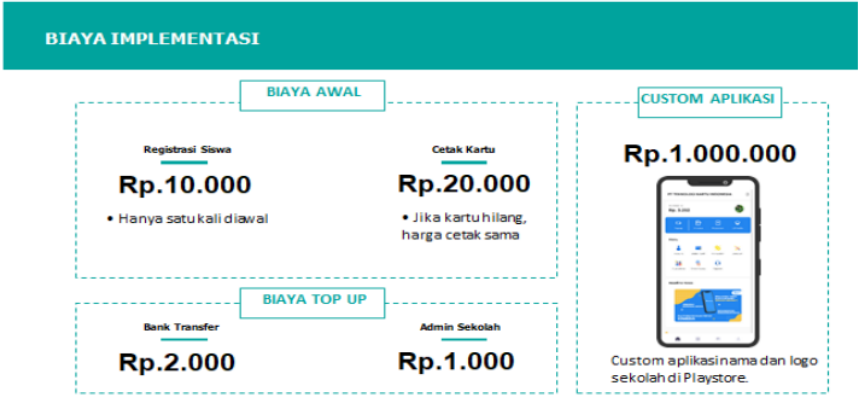 BIAYA IMPLEMENTASI
BIAYA AWAL
Registrasi Siswa
Rp.10.000
• Hanya satu kali diawal
Cetak Kartu
Rp.20.000
• Jika kartu hilang,
harga cetak sama
BIAYA TOP UP
Bank Transfer
Rp.2.000
Admin Sekolah
Rp.1.000
CUSTOM APLIKASI
Rp.1.000.000
Custom aplikasi nama dan logo
sekolah di Playstore.